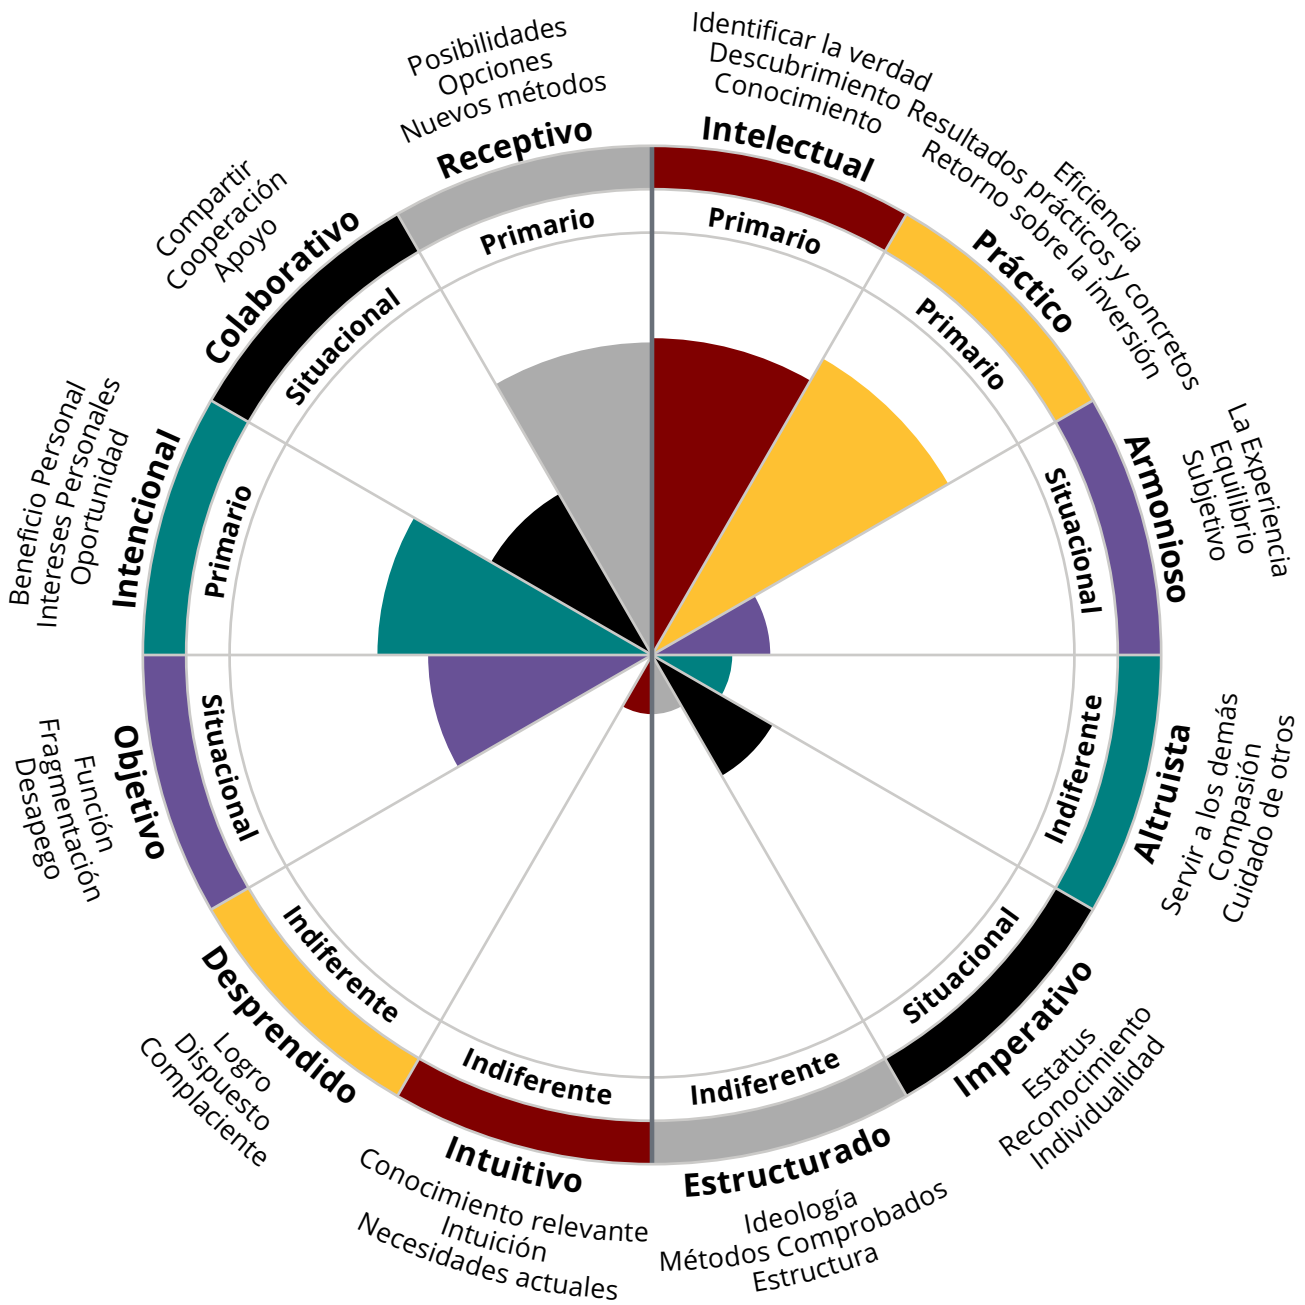 Identificar la verdad
Descubrimiento
Conocimiento
Intelectual
Primario
Eficiencia
Resultados prácticos y concretos
Retorno sobre la inversión
Práctico
Primario
La Experiencia
Equilibrio
Subjetivo
Armonioso
Situacional
Altruista
Indiferente
Servir a los demás
Compasión
Cuidado de otros
Imperativo
Situacional
Estatus
Reconocimiento
Individualidad
Indiferente
Estructurado
Ideología
Métodos Comprobados
Estructura
Indiferente
Intuitivo
Conocimiento relevante
Intuición
Necesidades actuales
Indiferente
Desprendido
Logro
Dispuesto
Complaciente
Situacional
Objetivo
Función
Fragmentación
Desapego
Beneficio Personal
Intereses Personales
Oportunidad
Intencional
Primario
Compartir
Cooperación
Apoyo
Colaborativo
Situacional
Posibilidades
Opciones
Nuevos métodos
Receptivo
Primario